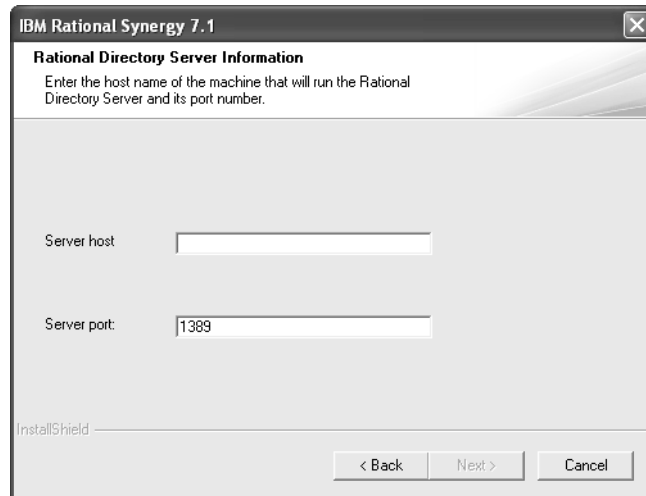 IBM Rational Synergy 7.1
Rational Directory Server Information
Enter the host name of the machine that will run the Rational
Directory Server and its port number.
Server host
Server port: 1389
InstallShield
< Back Next > Cancel